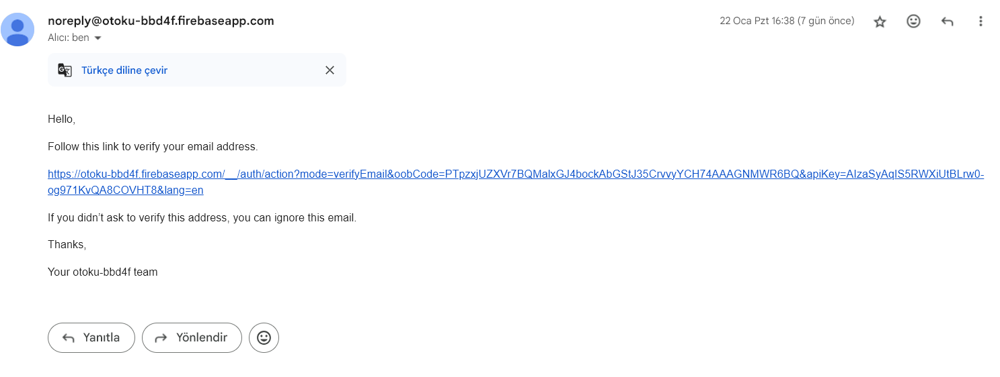 noreply@otoku-bbd4f.firebaseapp.com
22 Oca Pzt 16:38 (7 gün önce)
Alıcı: ben
Türkçe diline çevir
Hello,
Follow this link to verify your email address.
https://otoku-bbd4f.firebaseapp.com/__/auth/action?mode=verifyEmail&oobCode=PTpzxjUZXVr7BQMalxGJ4bockAbGStJ35CrvvyYCH74AAAGNMWR6BQ&apiKey=AIzaSyAqIS5RWXiUtBLrw0-
og971KvQA8COVHT8&lang=en
If you didn’t ask to verify this address, you can ignore this email.
Thanks,
Your otoku-bbd4f team
Yanıtla
Yönlendir